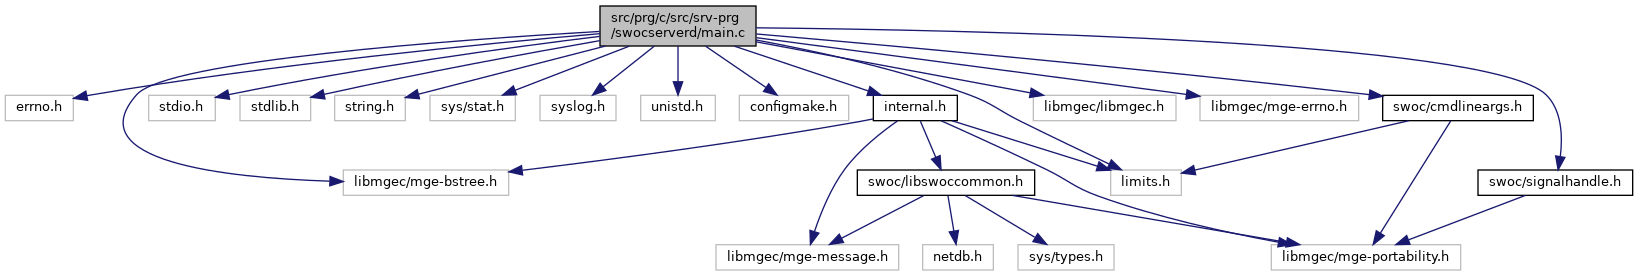 src/prg/c/src/srv-prg
/swocserverd/main.c
errno.h
stdio.h
stdlib.h
string.h
sys/stat.h
syslog.h
unistd.h
configmake.h
internal.h
libmgec/libmgec.h
libmgec/mge-errno.h
swoc/cmdlineargs.h
libmgec/mge-bstree.h
swoc/libswoccommon.h
limits.h
swoc/signalhandle.h
libmgec/mge-message.h
netdb.h
sys/types.h
libmgec/mge-portability.h